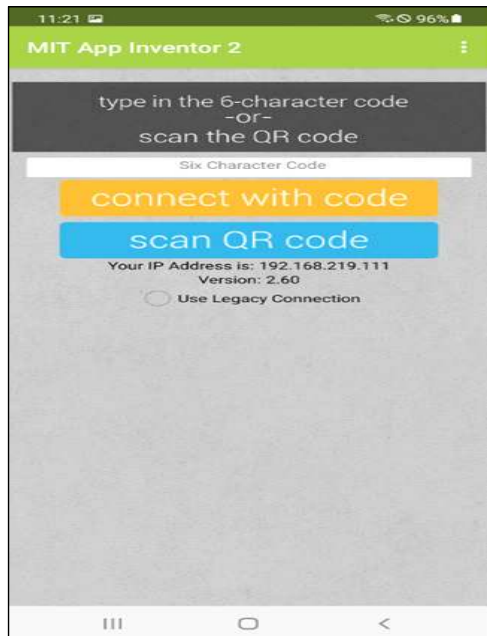 11:21 96%
MIT App Inventor 2
type in the 6-character code
-or-
scan the QR code
Six Character Code
connect with code
scan QR code
Your IP Address is: 192.168.219.111
Version: 2.60
Use Legacy Connection